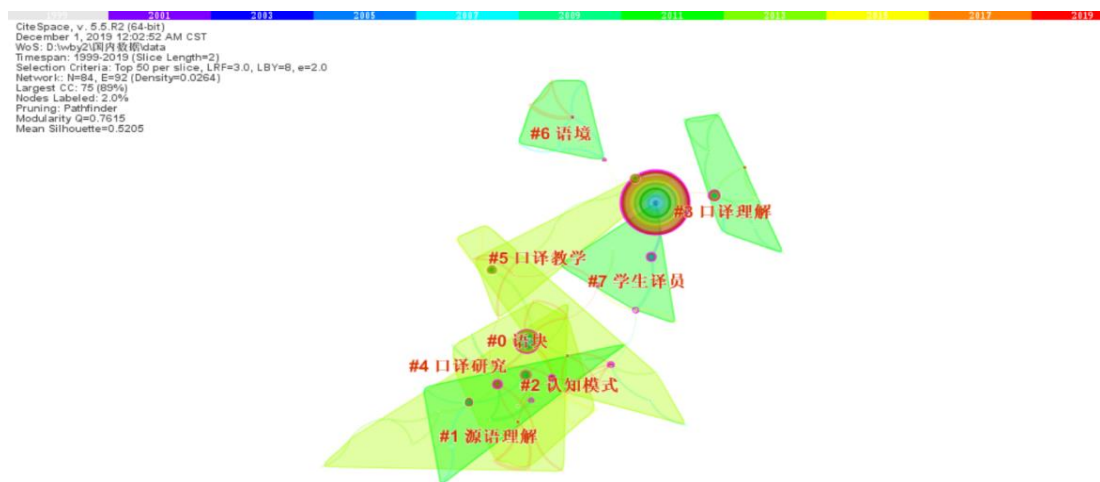 1999 2001 2003 2005 2007 2009 2011 2013 2015 2017 2019
CiteSpace, v. 5.5.R2 (64-bit)
December 1, 2019 12:02:52 AM CST
WoS: D:\wby2\国内数据\data
Timespan: 1999-2019 (Slice Length=2)
Selection Criteria: Top 50 per slice, LRF=3.0, LBY=8, e=2.0
Network: N=84, E=92 (Density=0.0264)
Largest CC: 75 (89%)
Nodes Labeled: 2.0%
Pruning: Pathfinder
Modularity Q=0.7615
Mean Silhouette=0.5205
#6 语境
#3 口译理解
#5 口译教学
#7 学生译员
#0 语块
#4 口译研究
#2 认知模式
#1 源语理解